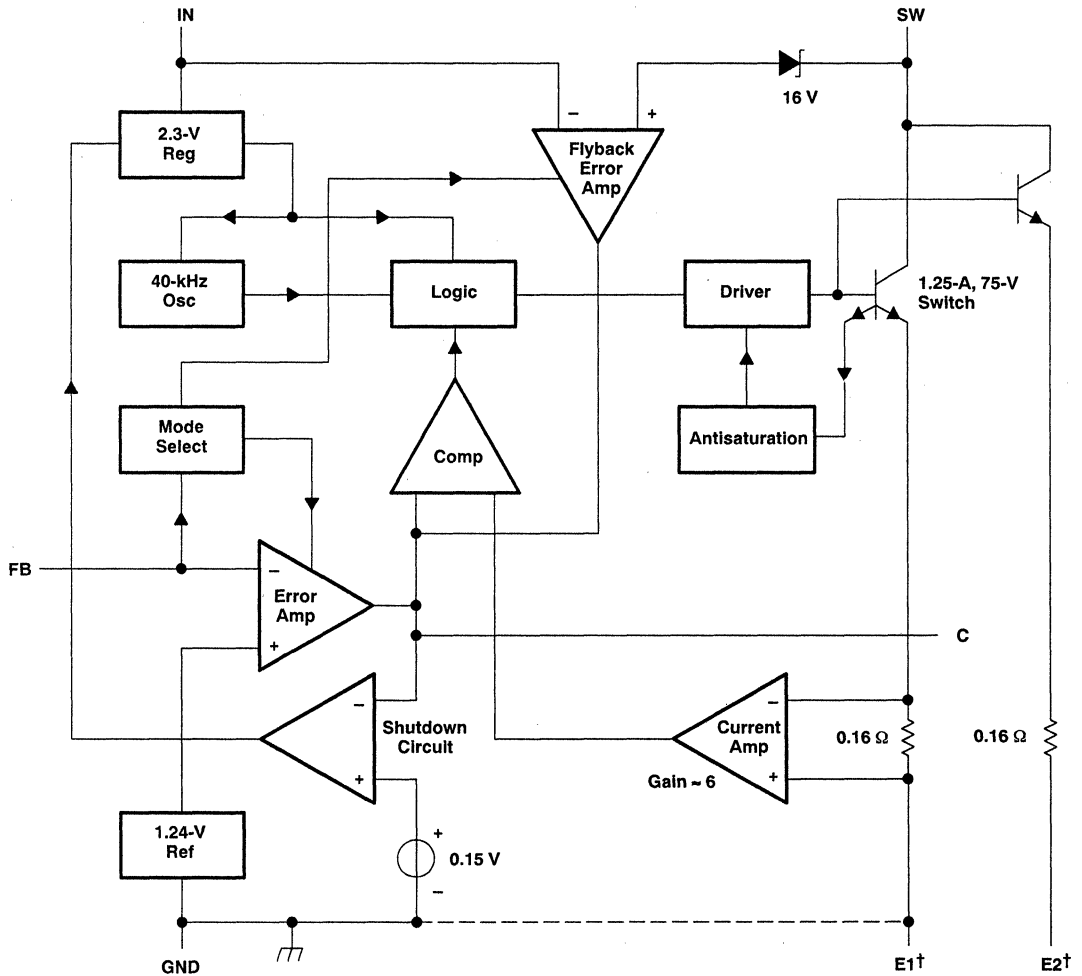 IN
SW
16 V
2.3-V
Reg
−
+
Flyback
Error
Amp
40-kHz
Osc
Logic
Driver
1.25-A, 75-V
Switch
Mode
Select
Comp
Antisaturation
FB
−
Error
Amp
+
C
−
Shutdown
Circuit
+
−
Current
Amp
+
Gain ≈ 6
0.16 Ω
0.16 Ω
1.24-V
Ref
+
0.15 V
−
GND
E1†
E2†